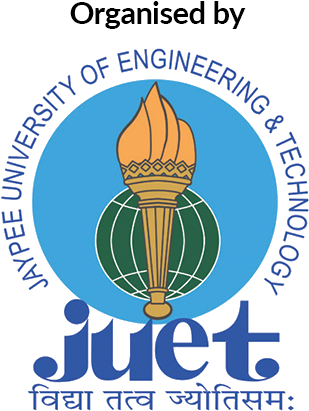 Organised by
JAYPEE UNIVERSITY OF ENGINEERING & TECHNOLOGY
juet
विद्या तत्व ज्योतिसमः